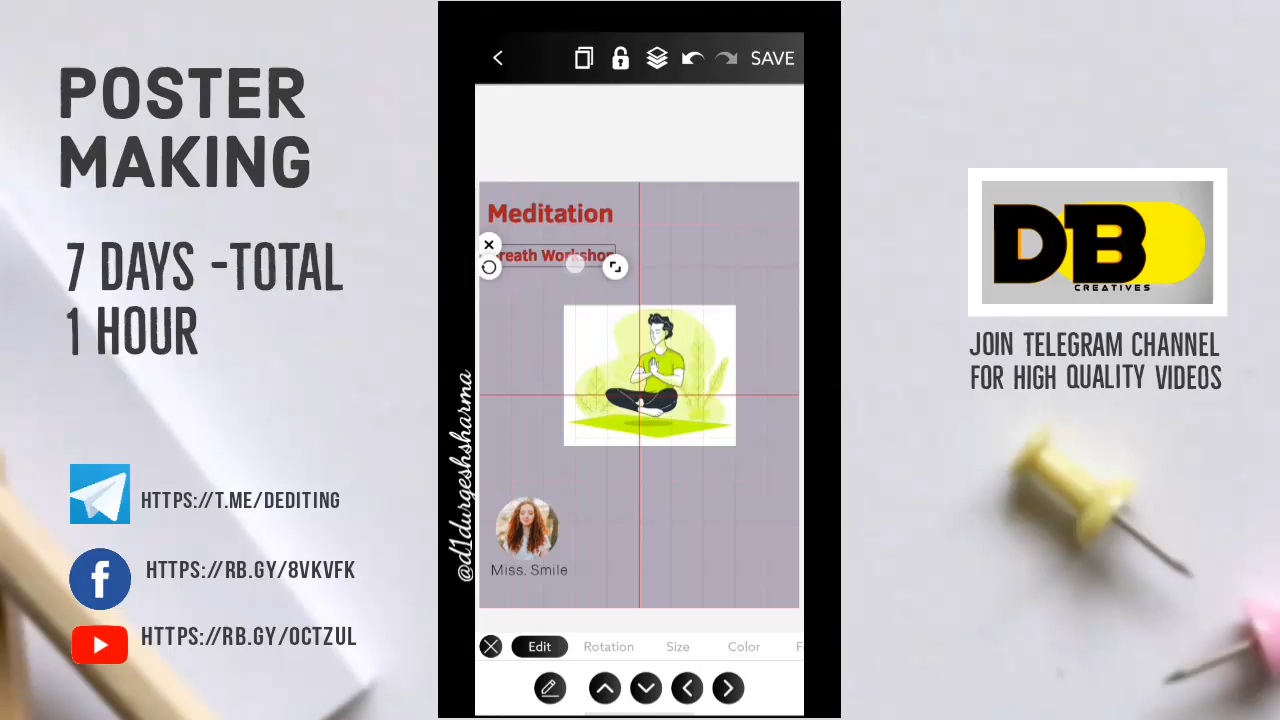 POSTER
MAKING
7 DAYS -TOTAL
1 HOUR
HTTPS://T.ME/DEDITING
HTTPS://RB.GY/8VKVFK
HTTPS://RB.GY/OCTZUL
@d1durgeshsharma
SAVE
Meditation
reath Workshop
Miss. Smile
Edit
Rotation
Size
Color
F
DB
CREATIVES
JOIN TELEGRAM CHANNEL
FOR HIGH QUALITY VIDEOS